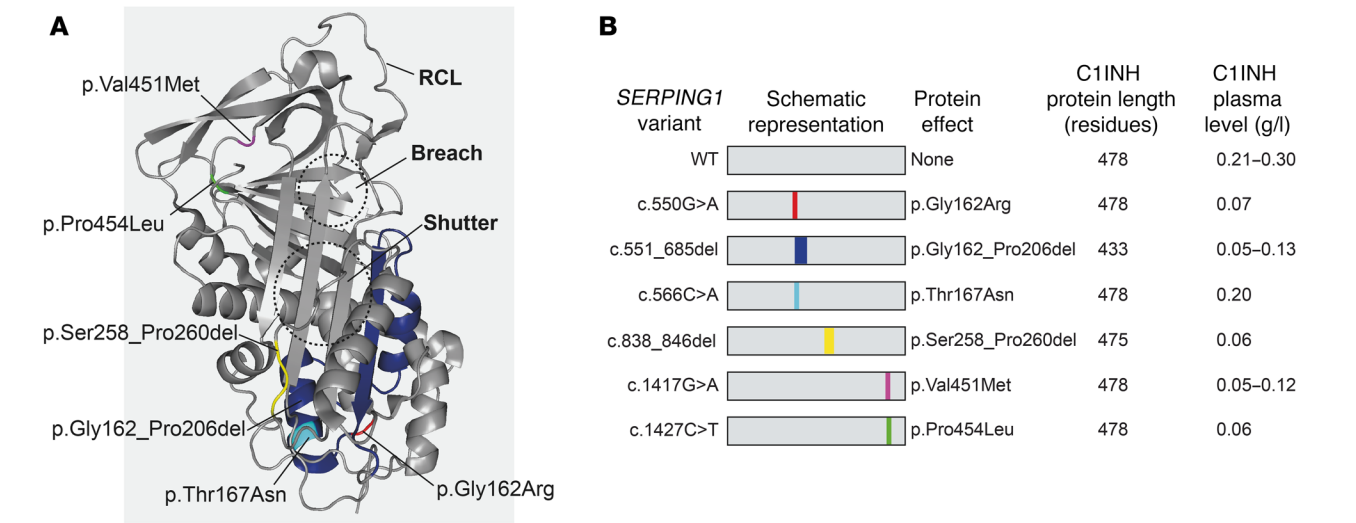 A
p.Val451Met
RCL
Breach
p.Pro454Leu
Shutter
p.Ser258_Pro260del
p.Gly162_Pro206del
p.Thr167Asn
p.Gly162Arg
B
SERPING1 variant
Schematic representation
Protein effect
C1INH protein length (residues)
C1INH plasma level (g/l)
WT None 478 0.21–0.30
c.550G>A p.Gly162Arg 478 0.07
c.551_685del p.Gly162_Pro206del 433 0.05–0.13
c.566C>A p.Thr167Asn 478 0.20
c.838_846del p.Ser258_Pro260del 475 0.06
c.1417G>A p.Val451Met 478 0.05–0.12
c.1427C>T p.Pro454Leu 478 0.06